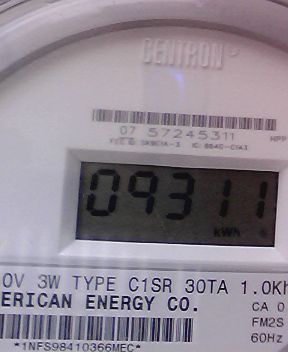 CENTRON®
07 57245311
09311
kWh
0V 3W TYPE C1SR 30TA 1.0Kh
ERICAN ENERGY CO.
CA 0
FM2S
60Hz
*1NFS98410366MEC*